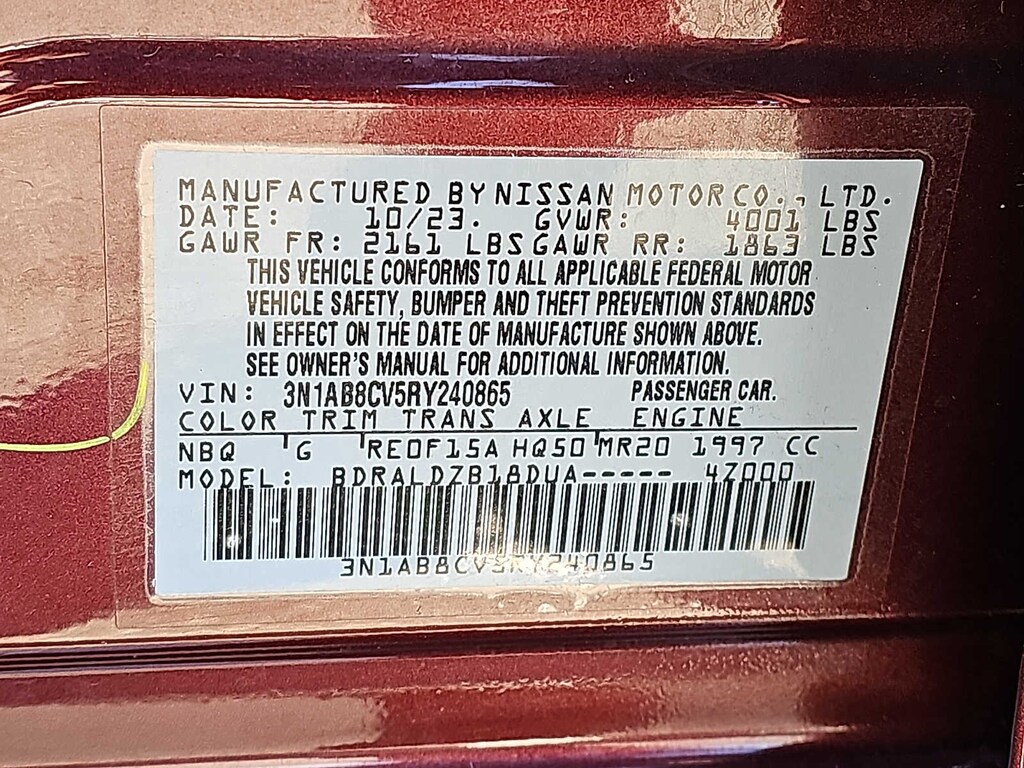 MANUFACTURED BY NISSAN MOTOR CO., LTD.
DATE: 10/23. GVWR: 4001 LBS
GAWR FR: 2161 LBS GAWR RR: 1863 LBS
THIS VEHICLE CONFORMS TO ALL APPLICABLE FEDERAL MOTOR
VEHICLE SAFETY, BUMPER AND THEFT PREVENTION STANDARDS
IN EFFECT ON THE DATE OF MANUFACTURE SHOWN ABOVE.
SEE OWNER'S MANUAL FOR ADDITIONAL INFORMATION.
VIN: 3N1AB8CV5RY240865 PASSENGER CAR.
COLOR TRIM TRANS AXLE ENGINE
NBQ G RE0F15A HQ50 MR20 1997 CC
MODEL: BDRALDZB18DUA----- 4Z000
3N1AB8CV5RY240865